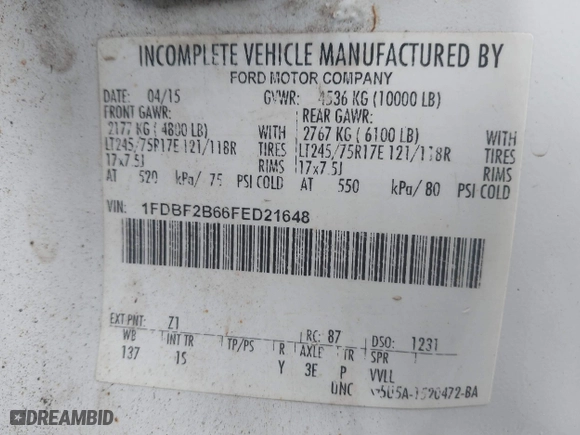 INCOMPLETE VEHICLE MANUFACTURED BY
FORD MOTOR COMPANY
DATE: 04/15 GVWR: 4536 KG (10000 LB)
FRONT GAWR: REAR GAWR:
2177 KG (4800 LB) WITH 2767 KG (6100 LB) WITH
LT245/75R17E 121/118R TIRES LT245/75R17E 121/118R TIRES
17x7.5J RIMS 17x7.5J RIMS
AT 520 kPa/ 75 PSI COLD AT 550 kPa/ 80 PSI COLD
VIN: 1FDBF2B66FED21648
EXT PNT: Z1 RC: 87 DSO: 1231
WB INT TR TP/PS R AXLE TR SPR
137 1S Y 3E P VVLL
UNC
DREAMBID